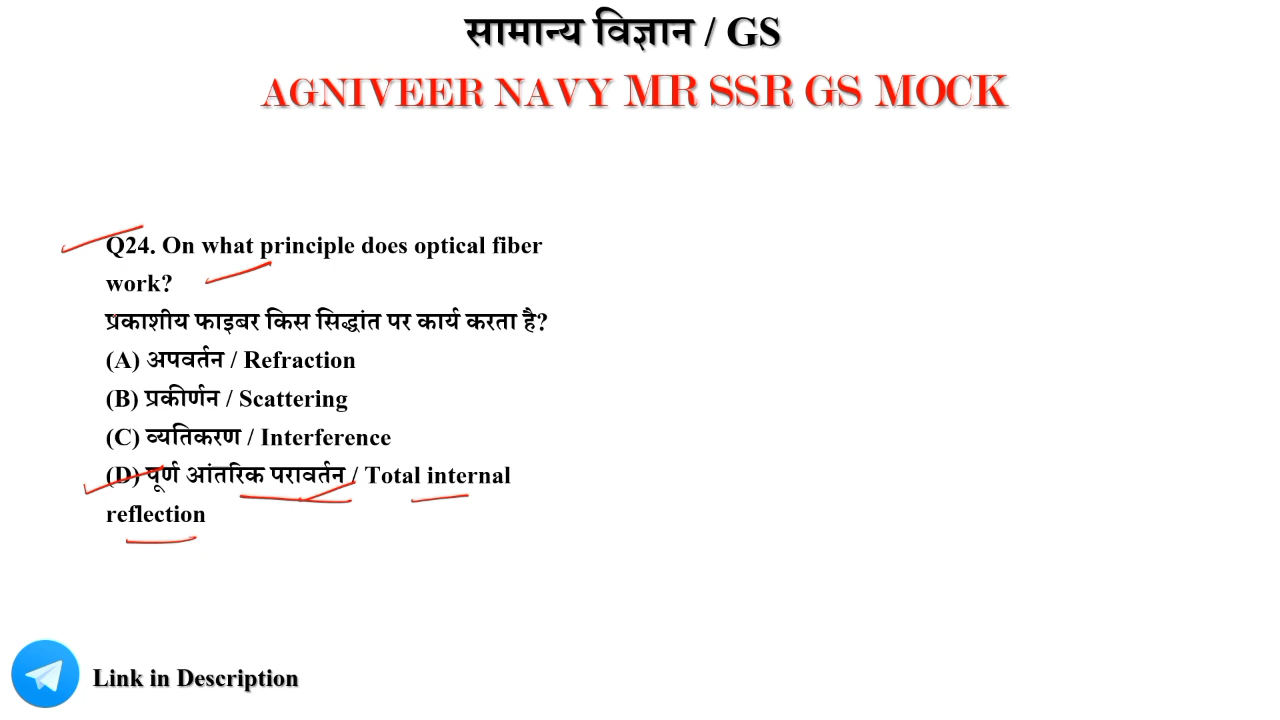 सामान्य विज्ञान / GS
AGNIVEER NAVY MR SSR GS MOCK
Q24. On what principle does optical fiber
work?
प्रकाशीय फाइबर किस सिद्धांत पर कार्य करता है?
(A) अपवर्तन / Refraction
(B) प्रकीर्णन / Scattering
(C) व्यतिकरण / Interference
(D) पूर्ण आंतरिक परावर्तन / Total internal
reflection
Link in Description